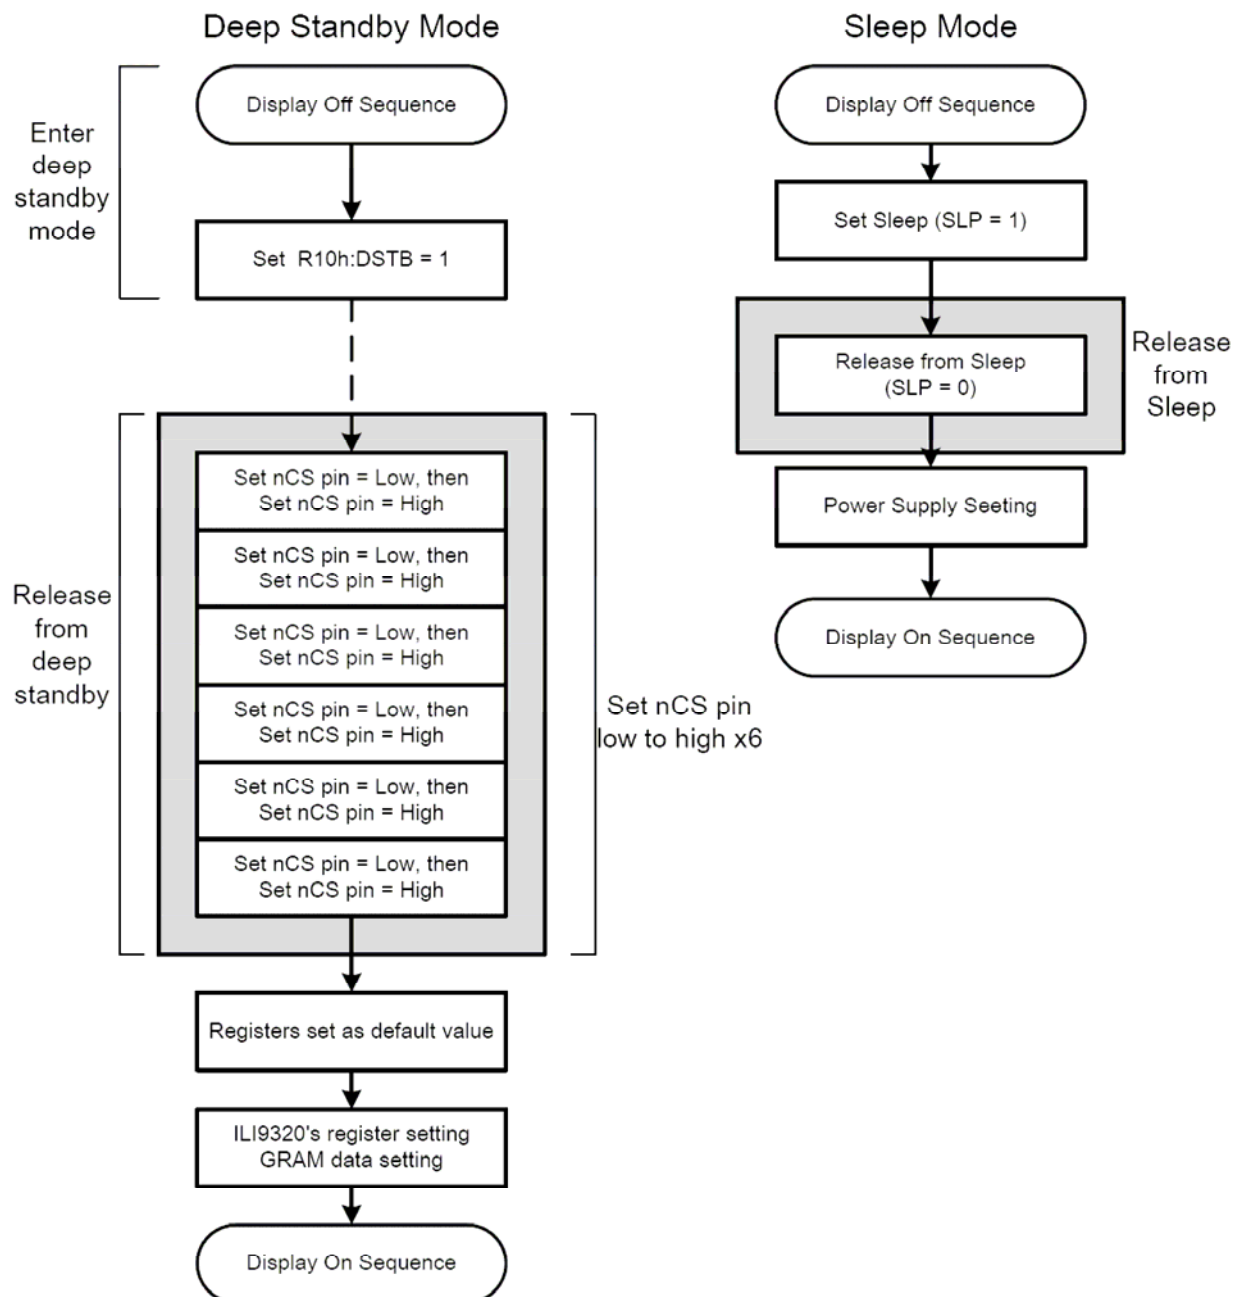 Deep Standby Mode
Enter
deep
standby
mode
Display Off Sequence
Set R10h:DSTB = 1
Release
from
deep
standby
Set nCS pin = Low, then
Set nCS pin = High
Set nCS pin = Low, then
Set nCS pin = High
Set nCS pin = Low, then
Set nCS pin = High
Set nCS pin = Low, then
Set nCS pin = High
Set nCS pin = Low, then
Set nCS pin = High
Set nCS pin = Low, then
Set nCS pin = High
Set nCS pin
low to high x6
Registers set as default value
ILI9320's register setting
GRAM data setting
Display On Sequence
Sleep Mode
Display Off Sequence
Set Sleep (SLP = 1)
Release from Sleep
(SLP = 0)
Release
from
Sleep
Power Supply Seeting
Display On Sequence